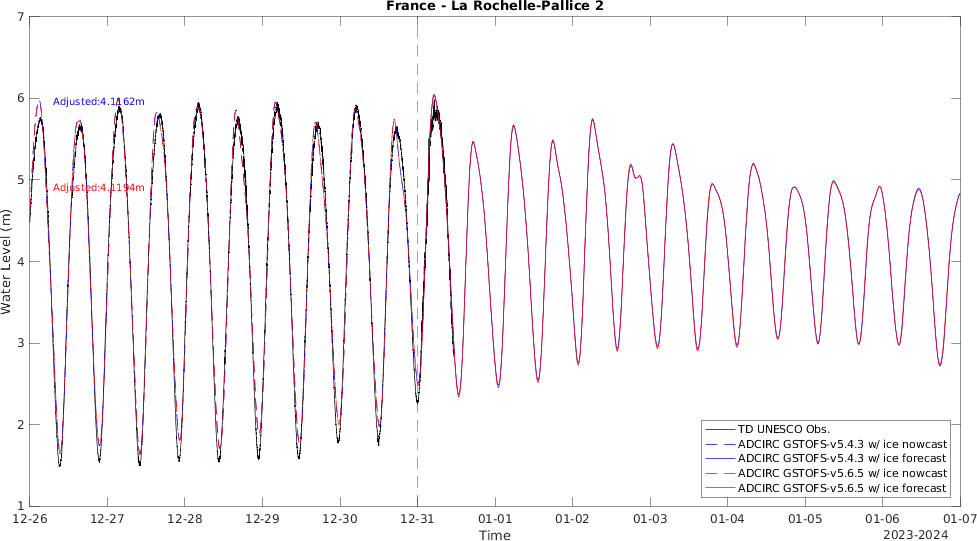 France - La Rochelle-Pallice 2
7
6
5
4
3
2
1
Water Level (m)
Adjusted:4.1162m
Adjusted:4.1194m
TD UNESCO Obs.
ADCIRC GSTOFS-v5.4.3 w/ ice nowcast
ADCIRC GSTOFS-v5.4.3 w/ ice forecast
ADCIRC GSTOFS-v5.6.5 w/ ice nowcast
ADCIRC GSTOFS-v5.6.5 w/ ice forecast
12-26 12-27 12-28 12-29 12-30 12-31 01-01 01-02 01-03 01-04 01-05 01-06 01-07
Time
2023-2024